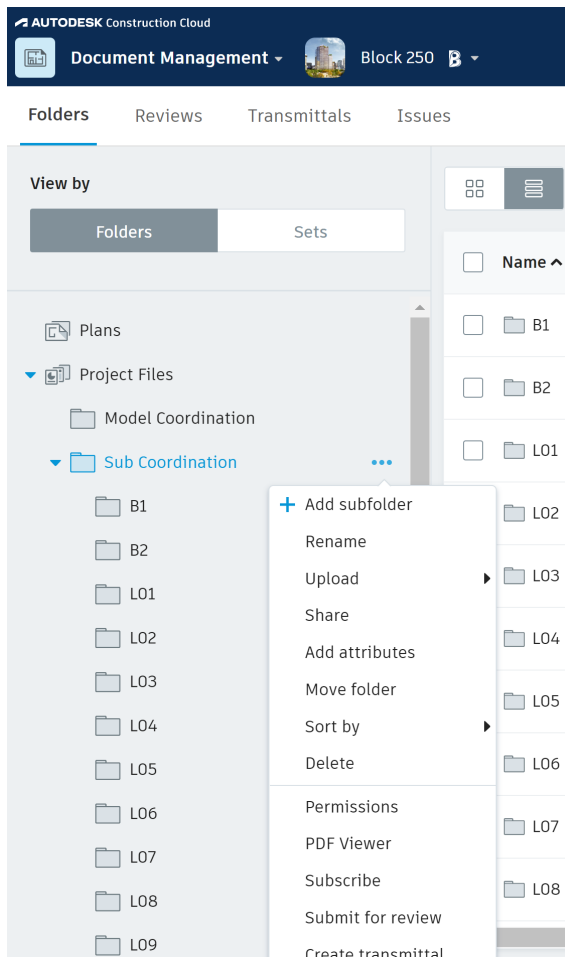 AUTODESK Construction Cloud
Document Management
Block 250
B
Folders
Reviews
Transmittals
Issues
View by
Folders
Sets
Plans
Project Files
Model Coordination
Sub Coordination
B1
B2
L01
L02
L03
L04
L05
L06
L07
L08
L09
Add subfolder
Rename
Upload
Share
Add attributes
Move folder
Sort by
Delete
Permissions
PDF Viewer
Subscribe
Submit for review
Create transmittal
Name
B1
B2
L01
L02
L03
L04
L05
L06
L07
L08